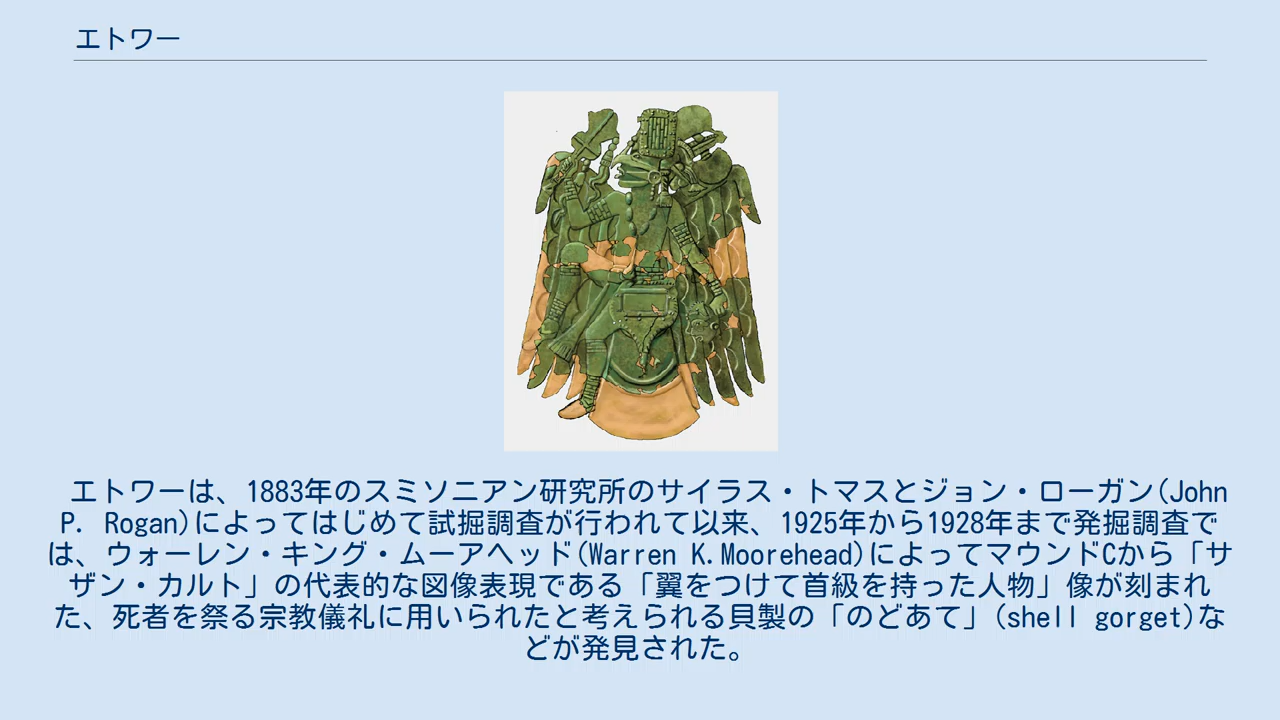 エトワー
エトワーは、1883年のスミソニアン研究所のサイラス・トマスとジョン・ローガン(John
P. Rogan)によってはじめて試掘調査が行われて以来、1925年から1928年まで発掘調査で
は、ウォーレン・キング・ムーアヘッド(Warren K.Moorehead)によってマウンドCから「サ
ザン・カルト」の代表的な図像表現である「翼をつけて首級を持った人物」像が刻まれ
た、死者を祭る宗教儀礼に用いられたと考えられる貝製の「のどあて」(shell gorget)な
どが発見された。